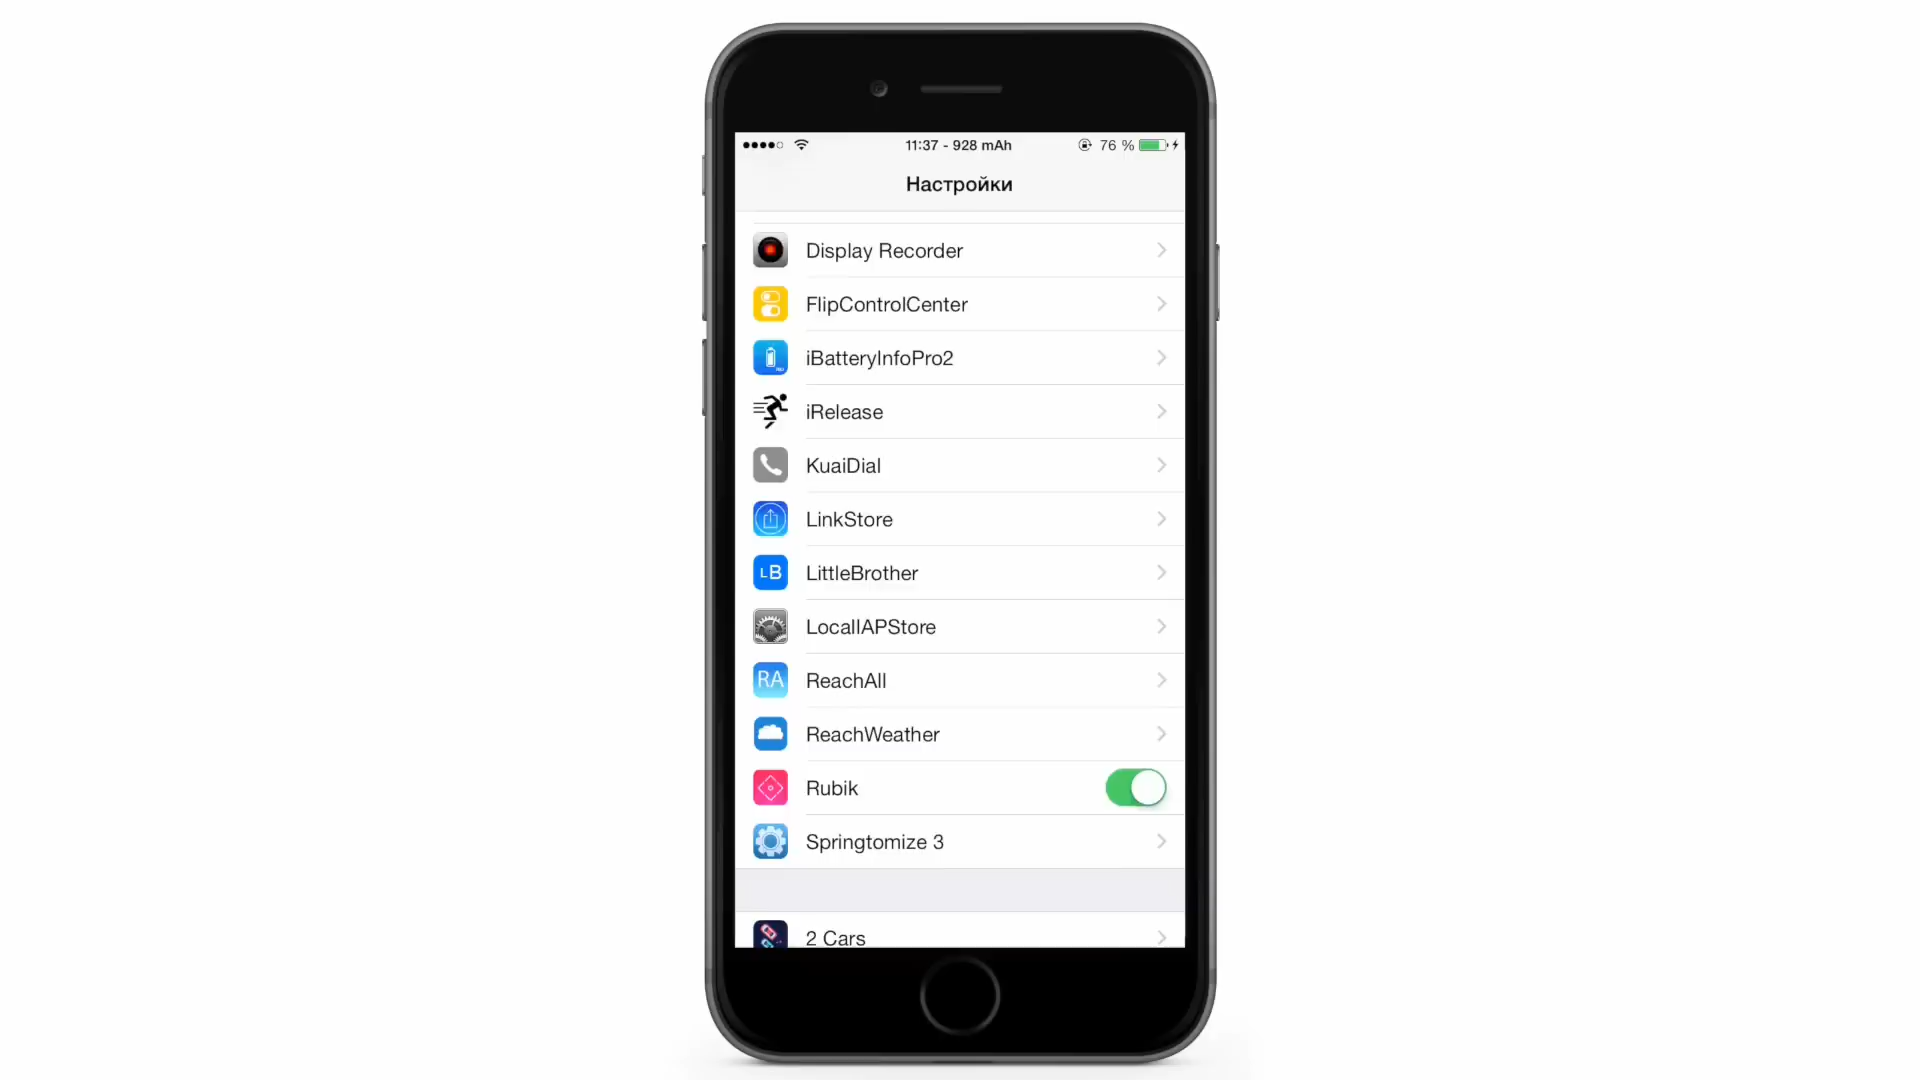 11:37 - 928 mAh 76 %
Настройки
Display Recorder
FlipControlCenter
iBatteryInfoPro2
iRelease
KuaiDial
LinkStore
LB LittleBrother
LocalIAPStore
RA ReachAll
ReachWeather
Rubik
Springtomize 3
2 Cars